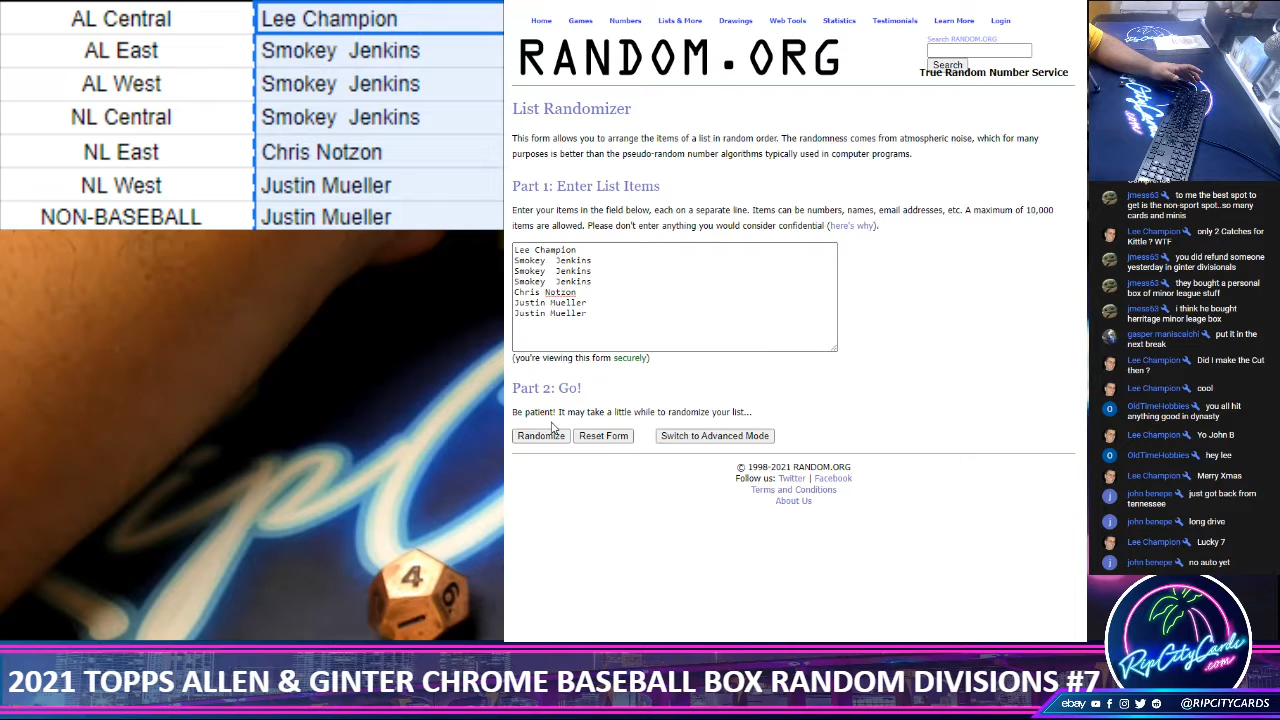 AL Central Lee Champion
AL East Smokey Jenkins
AL West Smokey Jenkins
NL Central Smokey Jenkins
NL East Chris Notzon
NL West Justin Mueller
NON-BASEBALL Justin Mueller
4
Home Games Numbers Lists & More Drawings Web Tools Statistics Testimonials Learn More Login
RANDOM.ORG
Search RANDOM.ORG
Search
True Random Number Service
List Randomizer
This form allows you to arrange the items of a list in random order. The randomness comes from atmospheric noise, which for many
purposes is better than the pseudo-random number algorithms typically used in computer programs.
Part 1: Enter List Items
Enter your items in the field below, each on a separate line. Items can be numbers, names, email addresses, etc. A maximum of 10,000
items are allowed. Please don't enter anything you would consider confidential (here's why).
Lee Champion
Smokey Jenkins
Smokey Jenkins
Smokey Jenkins
Chris Notzon
Justin Mueller
Justin Mueller
(you're viewing this form securely)
Part 2: Go!
Be patient! It may take a little while to randomize your list...
Randomize Reset Form Switch to Advanced Mode
© 1998-2021 RANDOM.ORG
Follow us: Twitter | Facebook
Terms and Conditions
About Us
jmess63 to me the best spot to
get is the non-sport spot..so many
cards and minis
Lee Champion only 2 Catches for
Kittle ? WTF
jmess63 you did refund someone
yesterday in ginter divisionals
jmess63 they bought a personal
box of minor league stuff
jmess63 i think he bought
herritage minor leage box
gasper maniscalchi put it in the
next break
Lee Champion Did I make the Cut
then ?
Lee Champion cool
OldTimeHobbies you all hit
anything good in dynasty
Lee Champion Yo John B
OldTimeHobbies hey lee
Lee Champion Merry Xmas
john benepe just got back from
tennessee
john benepe long drive
Lee Champion Lucky 7
john benepe no auto yet
2021 TOPPS ALLEN & GINTER CHROME BASEBALL BOX RANDOM DIVISIONS #7
RipCityCards
.com
ebay @RIPCITYCARDS